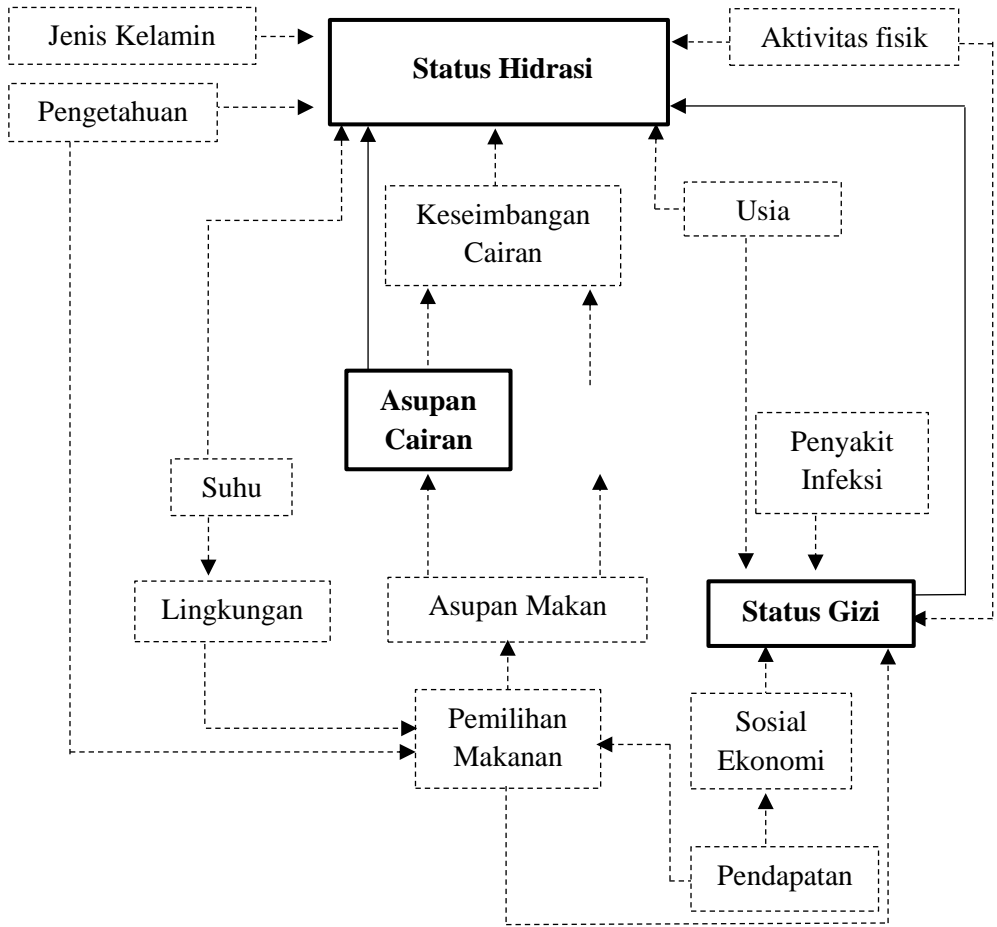 Jenis Kelamin
Status Hidrasi
Aktivitas fisik
Pengetahuan
Keseimbangan
Cairan
Usia
Asupan
Cairan
Penyakit
Infeksi
Suhu
Lingkungan
Asupan Makan
Status Gizi
Pemilihan
Makanan
Sosial
Ekonomi
Pendapatan